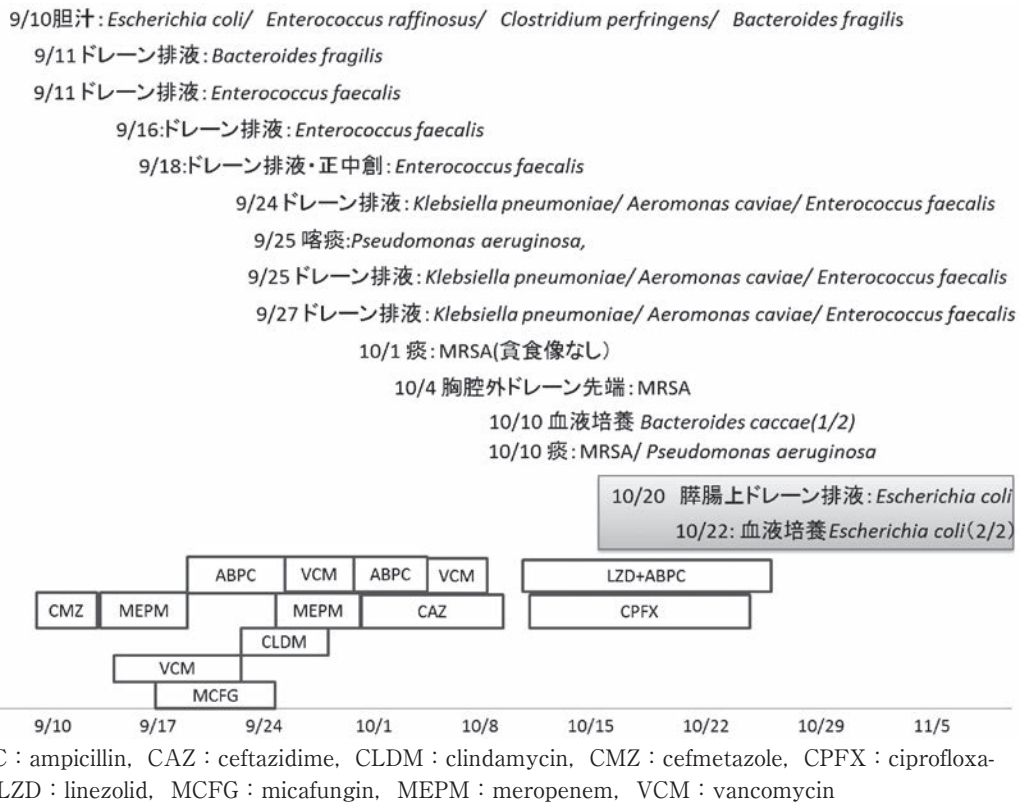 9/10胆汁：Escherichia coli/ Enterococcus raffinosus/ Clostridium perfringens/ Bacteroides fragilis
9/11ドレーン排液：Bacteroides fragilis
9/11ドレーン排液：Enterococcus faecalis
9/16:ドレーン排液：Enterococcus faecalis
9/18:ドレーン排液・正中創：Enterococcus faecalis
9/24ドレーン排液：Klebsiella pneumoniae/ Aeromonas caviae/ Enterococcus faecalis
9/25 喀痰:Pseudomonas aeruginosa,
9/25ドレーン排液：Klebsiella pneumoniae/ Aeromonas caviae/ Enterococcus faecalis
9/27ドレーン排液：Klebsiella pneumoniae/ Aeromonas caviae/ Enterococcus faecalis
10/1 痰：MRSA(貪食像なし）
10/4 胸腔外ドレーン先端：MRSA
10/10 血液培養 Bacteroides caccae(1/2)
10/10 痰：MRSA/ Pseudomonas aeruginosa
10/20 膵腸上ドレーン排液：Escherichia coli
10/22: 血液培養Escherichia coli（2/2）
ABPC VCM ABPC VCM LZD+ABPC
CMZ MEPM MEPM CAZ CPFX
CLDM
VCM
MCFG
9/10 9/17 9/24 10/1 10/8 10/15 10/22 10/29 11/5
C：ampicillin, CAZ：ceftazidime, CLDM：clindamycin, CMZ：cefmetazole, CPFX：ciprofloxa-
LZD：linezolid, MCFG：micafungin, MEPM：meropenem, VCM：vancomycin